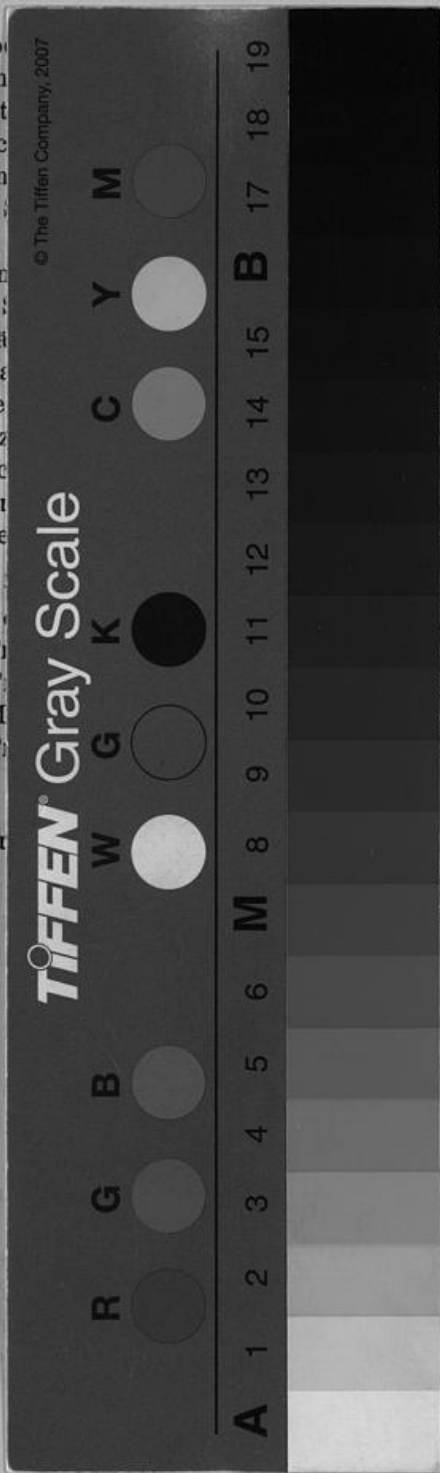 © The Tiffen Company, 2007
TIFFEN® Gray Scale
R G B W G K C Y M
A 1 2 3 4 5 6 M 8 9 10 11 12 13 14 15 B 17 18 19